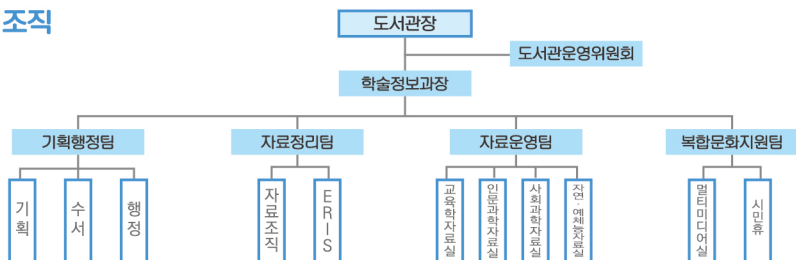 조직
도서관장
도서관운영위원회
학술정보과장
기획행정팀
자료정리팀
자료운영팀
복합문화지원팀
기획
수서
행정
자료조직
ERIS
교육학자료실
인문과학자료실
사회과학자료실
자연·예체능자료실
멀티미디어실
시민휴